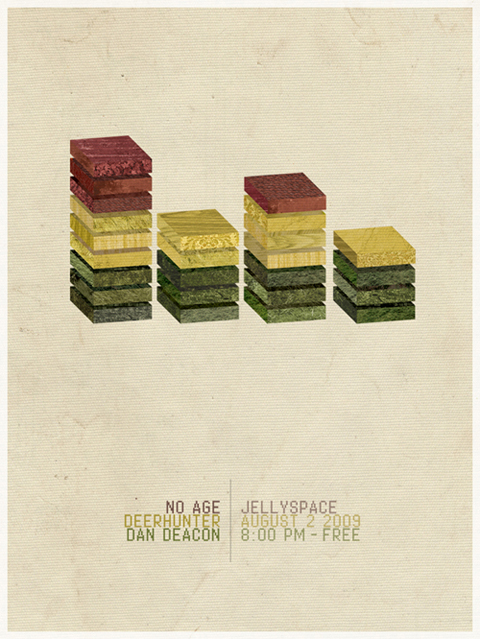 NO AGE
DEERHUNTER
DAN DEACON
JELLYSPACE
AUGUST 2 2009
8:00 PM - FREE